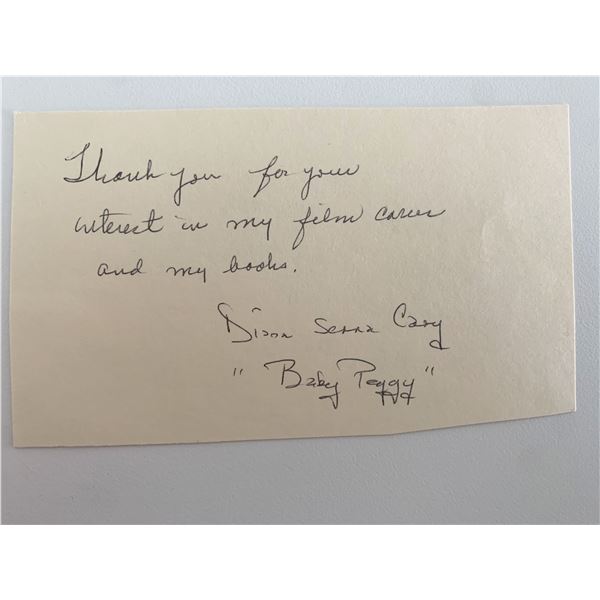 Thank you for your
interest in my film career
and my books.
Diana Serra Cary
"Baby Peggy"